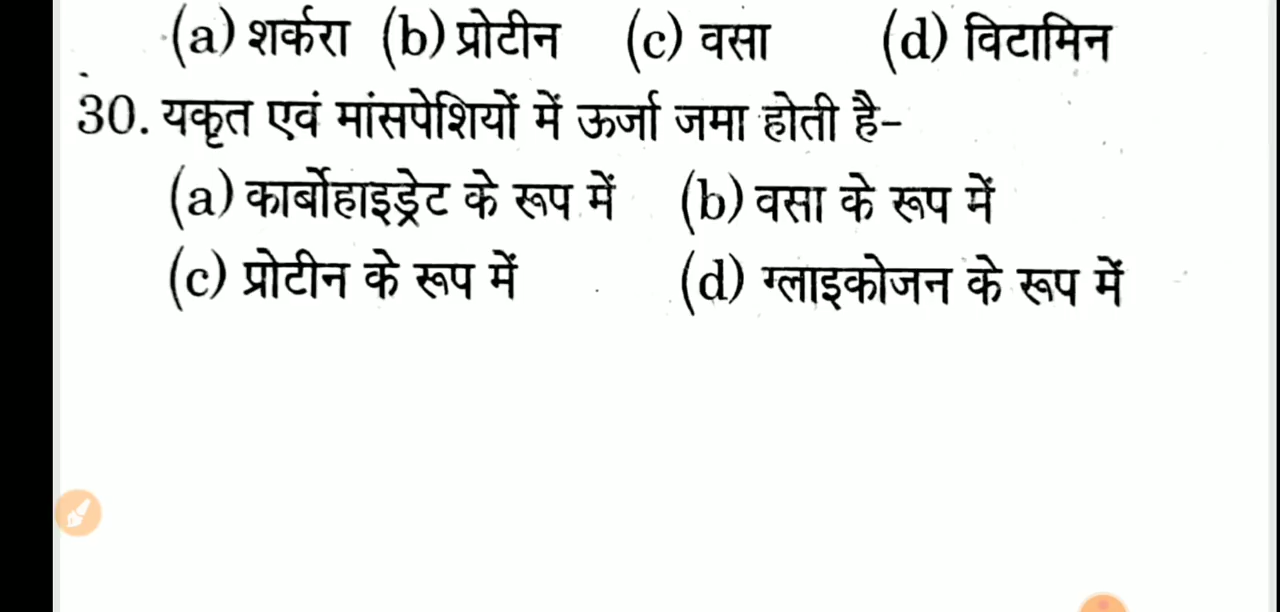 (a) शर्करा (b) प्रोटीन (c) वसा (d) विटामिन
30. यकृत एवं मांसपेशियों में ऊर्जा जमा होती है-
(a) कार्बोहाइड्रेट के रूप में (b) वसा के रूप में
(c) प्रोटीन के रूप में (d) ग्लाइकोजन के रूप में